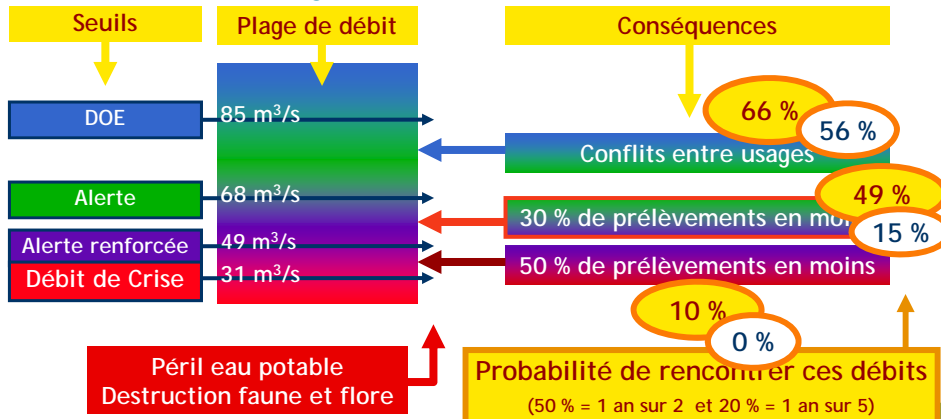 Seuils
Plage de débit
Conséquences
DOE
85 m³/s
66 %
56 %
Conflits entre usages
Alerte
68 m³/s
49 %
30 % de prélèvements en moi
15 %
Alerte renforcée
49 m³/s
50 % de prélèvements en moins
Débit de Crise
31 m³/s
10 %
0 %
Péril eau potable
Destruction faune et flore
Probabilité de rencontrer ces débits
(50 % = 1 an sur 2 et 20 % = 1 an sur 5)